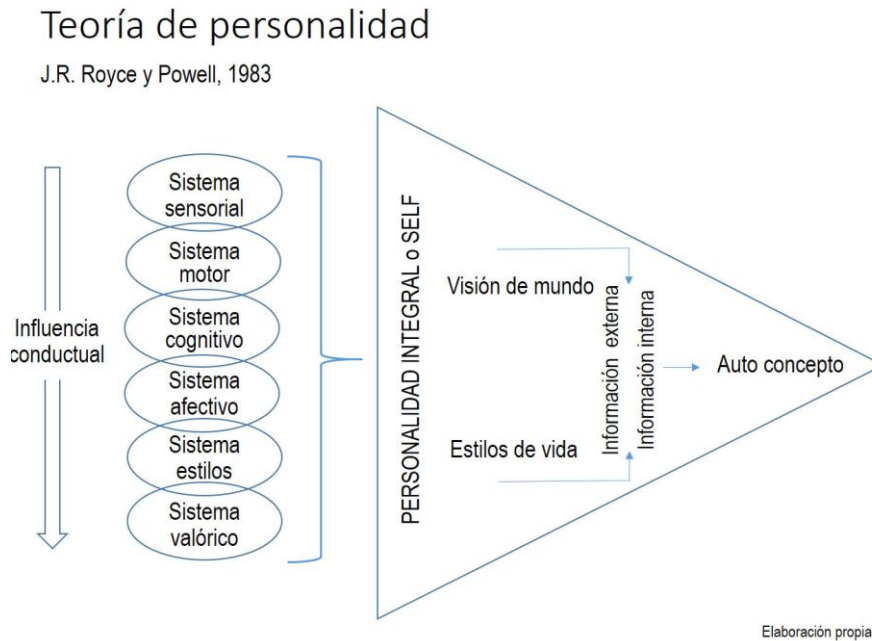 Teoría de personalidad
J.R. Royce y Powell, 1983
Influencia
conductual
Sistema
sensorial
Sistema
motor
Sistema
cognitivo
Sistema
afectivo
Sistema
estilos
Sistema
valórico
PERSONALIDAD INTEGRAL o SELF
Visión de mundo
Estilos de vida
Información externa
Información interna
Auto concepto
Elaboración propia